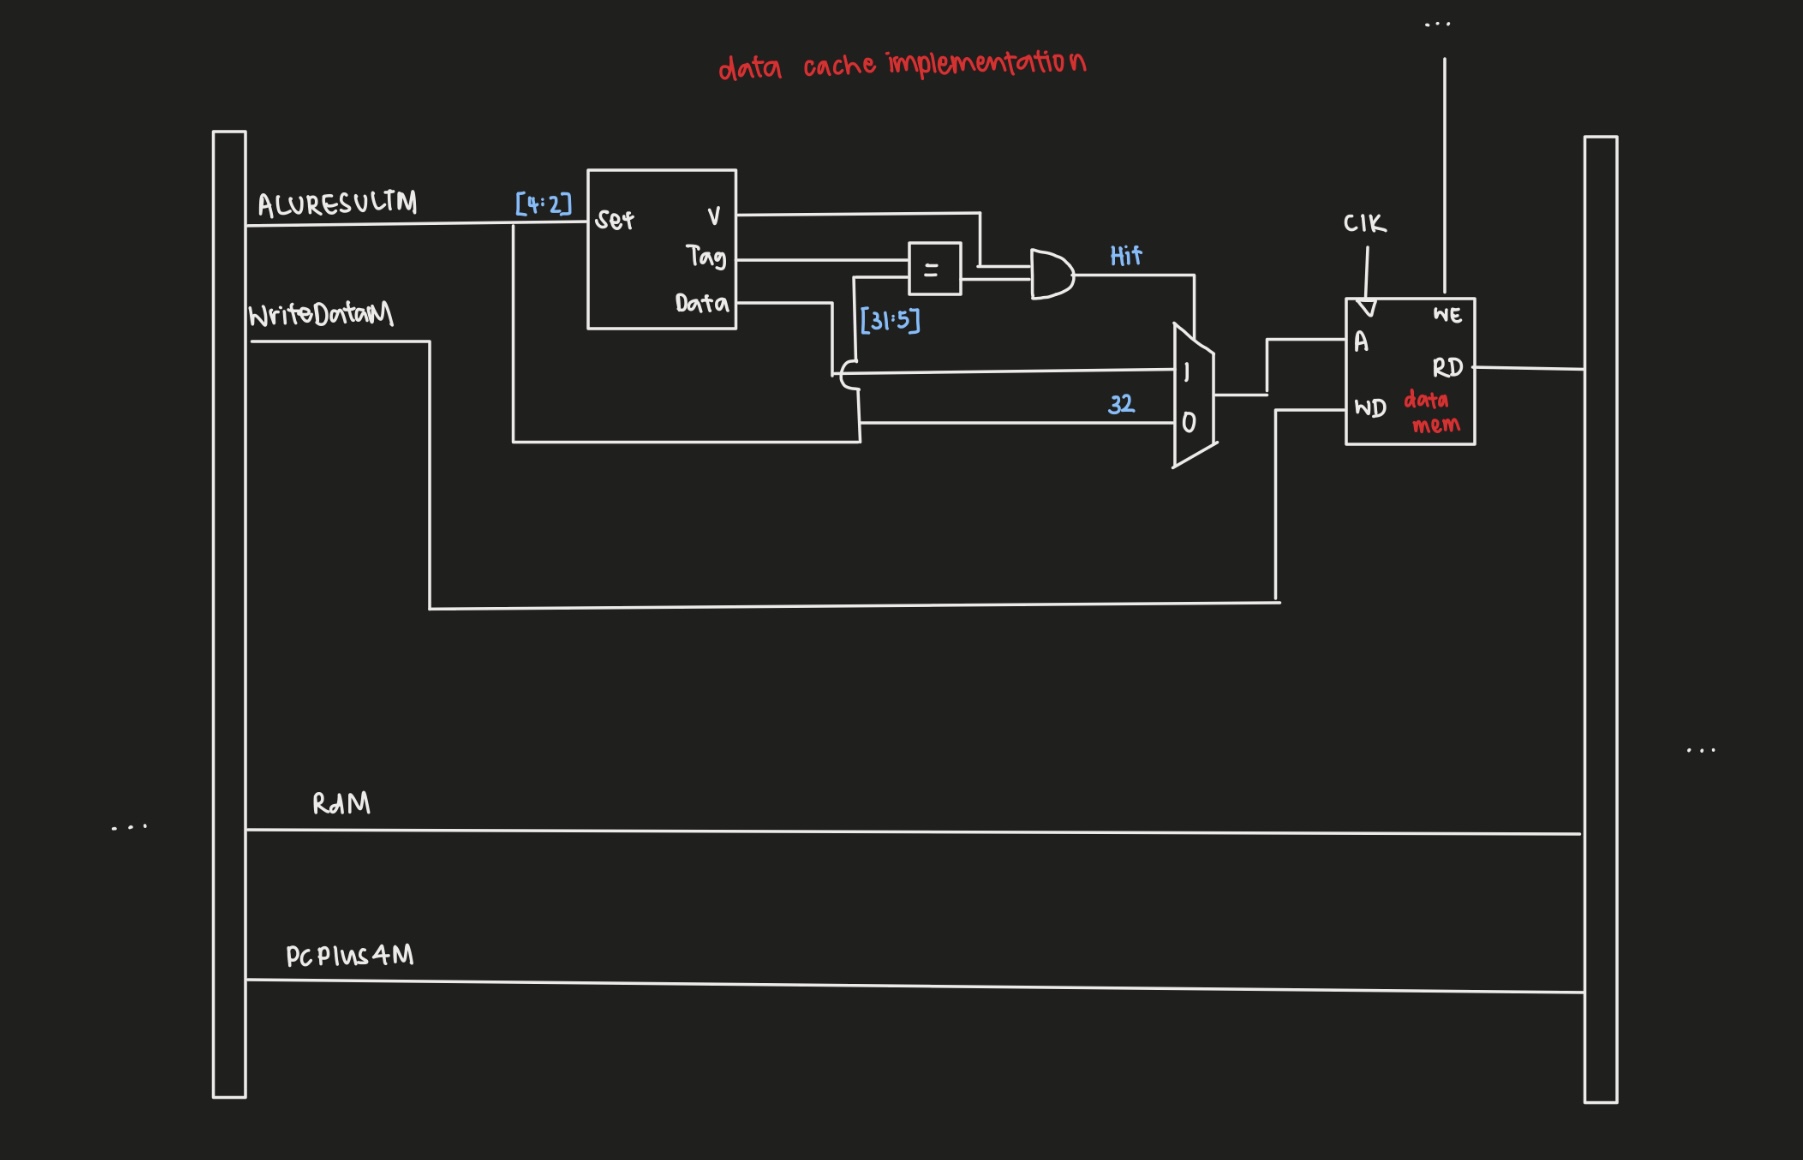 ...
data cache implementation
ALURESULTM
[4:2]
Set
V
Tag
Data
=
[31:5]
Hit
CLK
WriteDataM
1
0
32
A
WE
RD
WD
data
mem
...
RdM
...
PCPlus4M